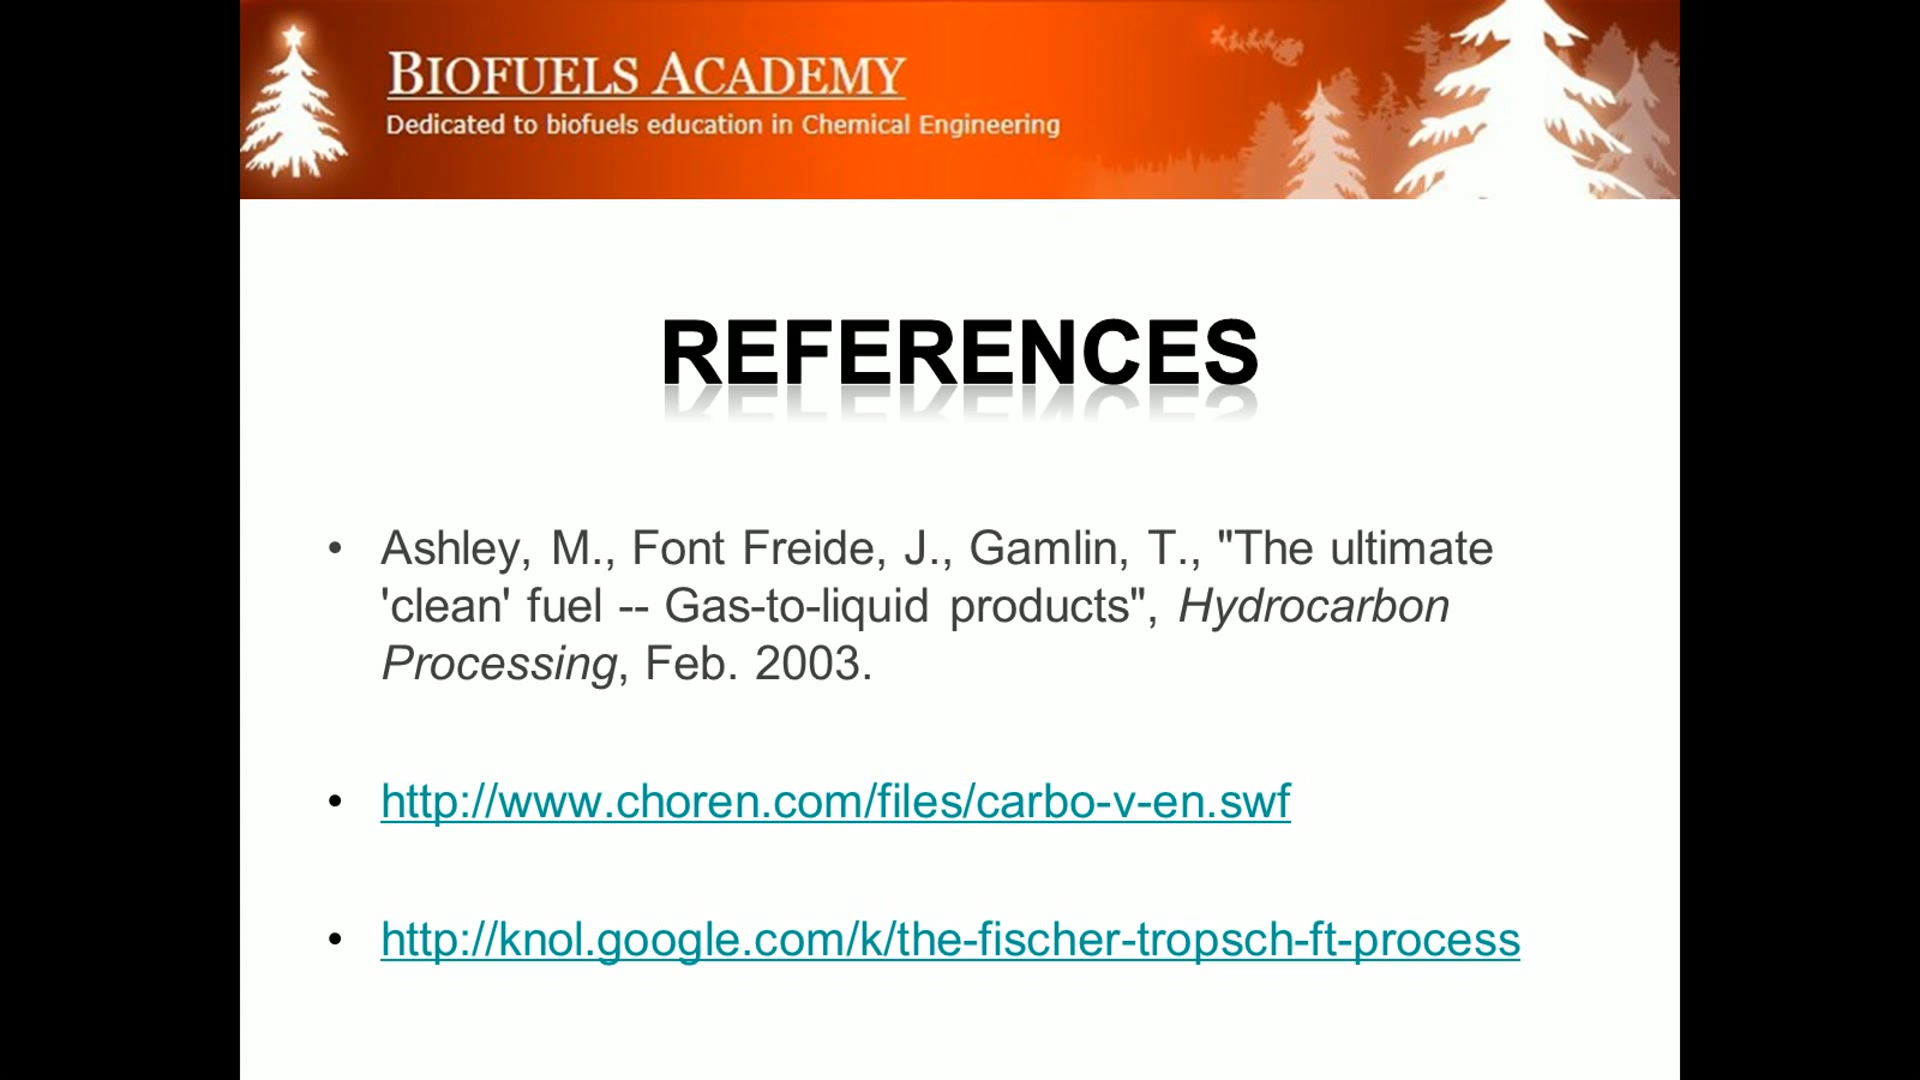 BIOFUELS ACADEMY
Dedicated to biofuels education in Chemical Engineering
REFERENCES
• Ashley, M., Font Freide, J., Gamlin, T., "The ultimate
'clean' fuel -- Gas-to-liquid products", Hydrocarbon
Processing, Feb. 2003.
• http://www.choren.com/files/carbo-v-en.swf
• http://knol.google.com/k/the-fischer-tropsch-ft-process